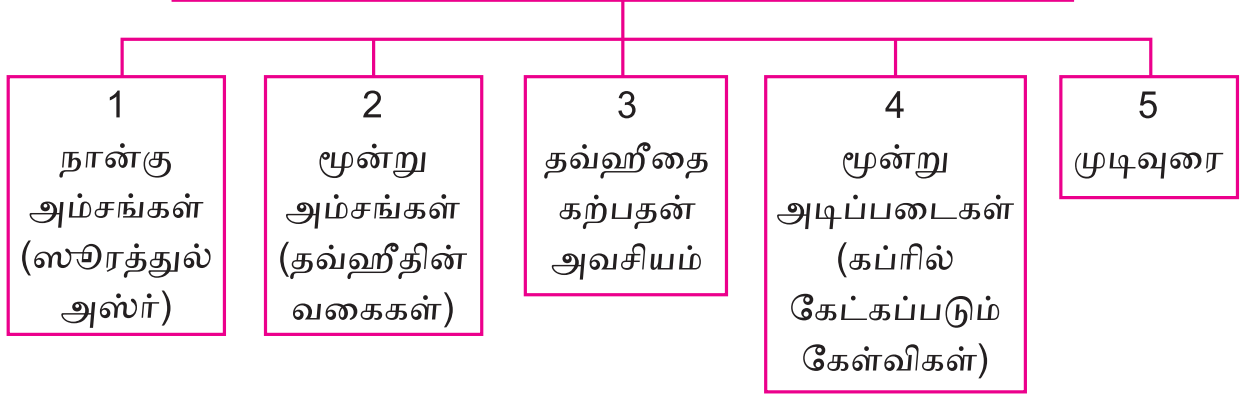 1
நான்கு
அம்சங்கள்
(ஸூரத்துல்
அஸ்ர்)
2
மூன்று
அம்சங்கள்
(தவ்ஹீதின்
வகைகள்)
3
தவ்ஹீதை
கற்பதன்
அவசியம்
4
மூன்று
அடிப்படைகள்
(கப்ரில்
கேட்கப்படும்
கேள்விகள்)
5
முடிவுரை